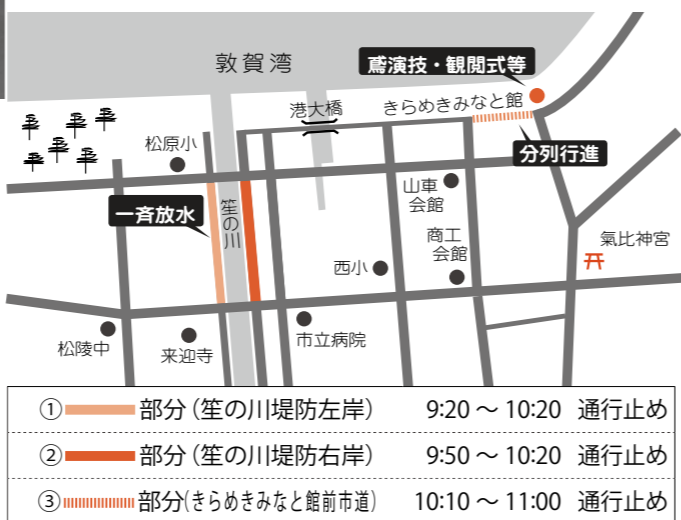 敦賀湾
鳶演技・観閲式等
港大橋
きらめきみなと館
松原小
分列行進
山車
会館
一斉放水
笙の川
商工
会館
氣比神宮
西小
市立病院
松陵中
来迎寺
① 部分(笙の川堤防左岸) 9:20 ～ 10:20 通行止め
② 部分(笙の川堤防右岸) 9:50 ～ 10:20 通行止め
③ 部分(きらめきみなと館前市道) 10:10 ～ 11:00 通行止め